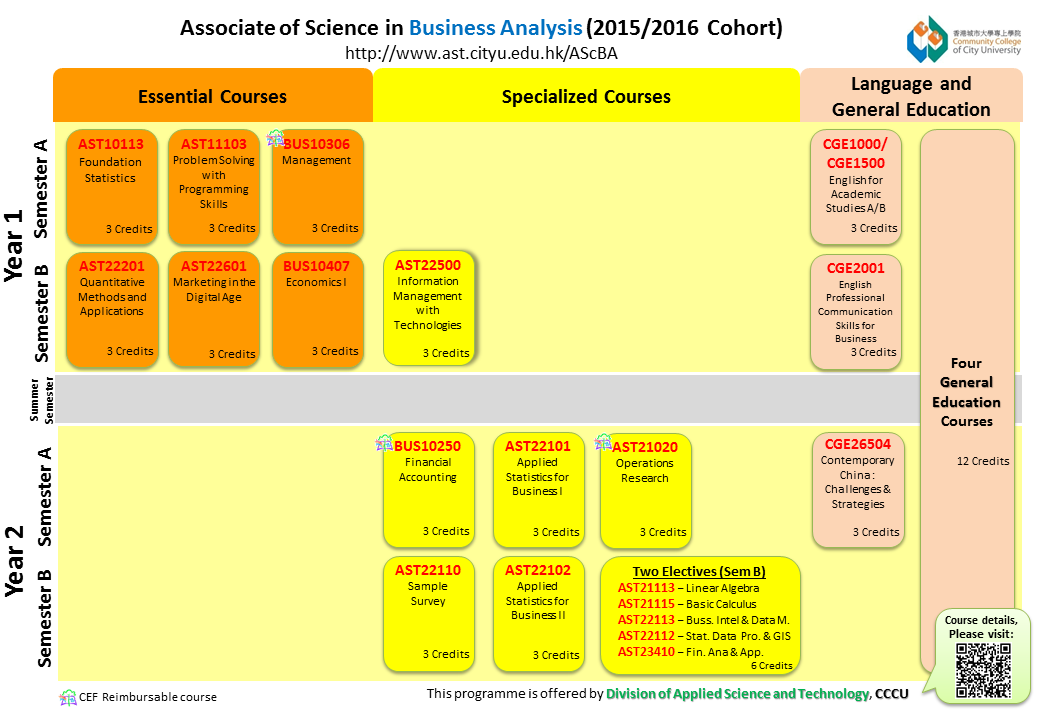 Associate of Science in Business Analysis (2015/2016 Cohort)
http://www.ast.cityu.edu.hk/AScBA
香港城市大學專上學院
Community College
of City University
Essential Courses
Specialized Courses
Language and
General Education
Year 1
Semester A
AST10113
Foundation
Statistics
3 Credits
AST11103
Problem Solving
with
Programming
Skills
3 Credits
BUS10306
Management
3 Credits
CGE1000/
CGE1500
English for
Academic
Studies A/B
3 Credits
Semester B
AST22201
Quantitative
Methods and
Applications
3 Credits
AST22601
Marketing in the
Digital Age
3 Credits
BUS10407
Economics I
3 Credits
AST22500
Information
Management
with
Technologies
3 Credits
CGE2001
English
Professional
Communication
Skills for
Business
3 Credits
Four
General
Education
Courses
12 Credits
Summer
Semester
Year 2
Semester A
BUS10250
Financial
Accounting
3 Credits
AST22101
Applied
Statistics for
Business I
3 Credits
AST21020
Operations
Research
3 Credits
CGE26504
Contemporary
China :
Challenges &
Strategies
3 Credits
Semester B
AST22110
Sample
Survey
3 Credits
AST22102
Applied
Statistics for
Business II
3 Credits
Two Electives (Sem B)
AST21113 – Linear Algebra
AST21115 – Basic Calculus
AST22113 – Buss. Intel & Data M.
AST22112 – Stat. Data Pro. & GIS
AST23410 – Fin. Ana & App.
6 Credits
Course details,
Please visit:
CEF Reimbursable course
This programme is offered by Division of Applied Science and Technology, CCCU